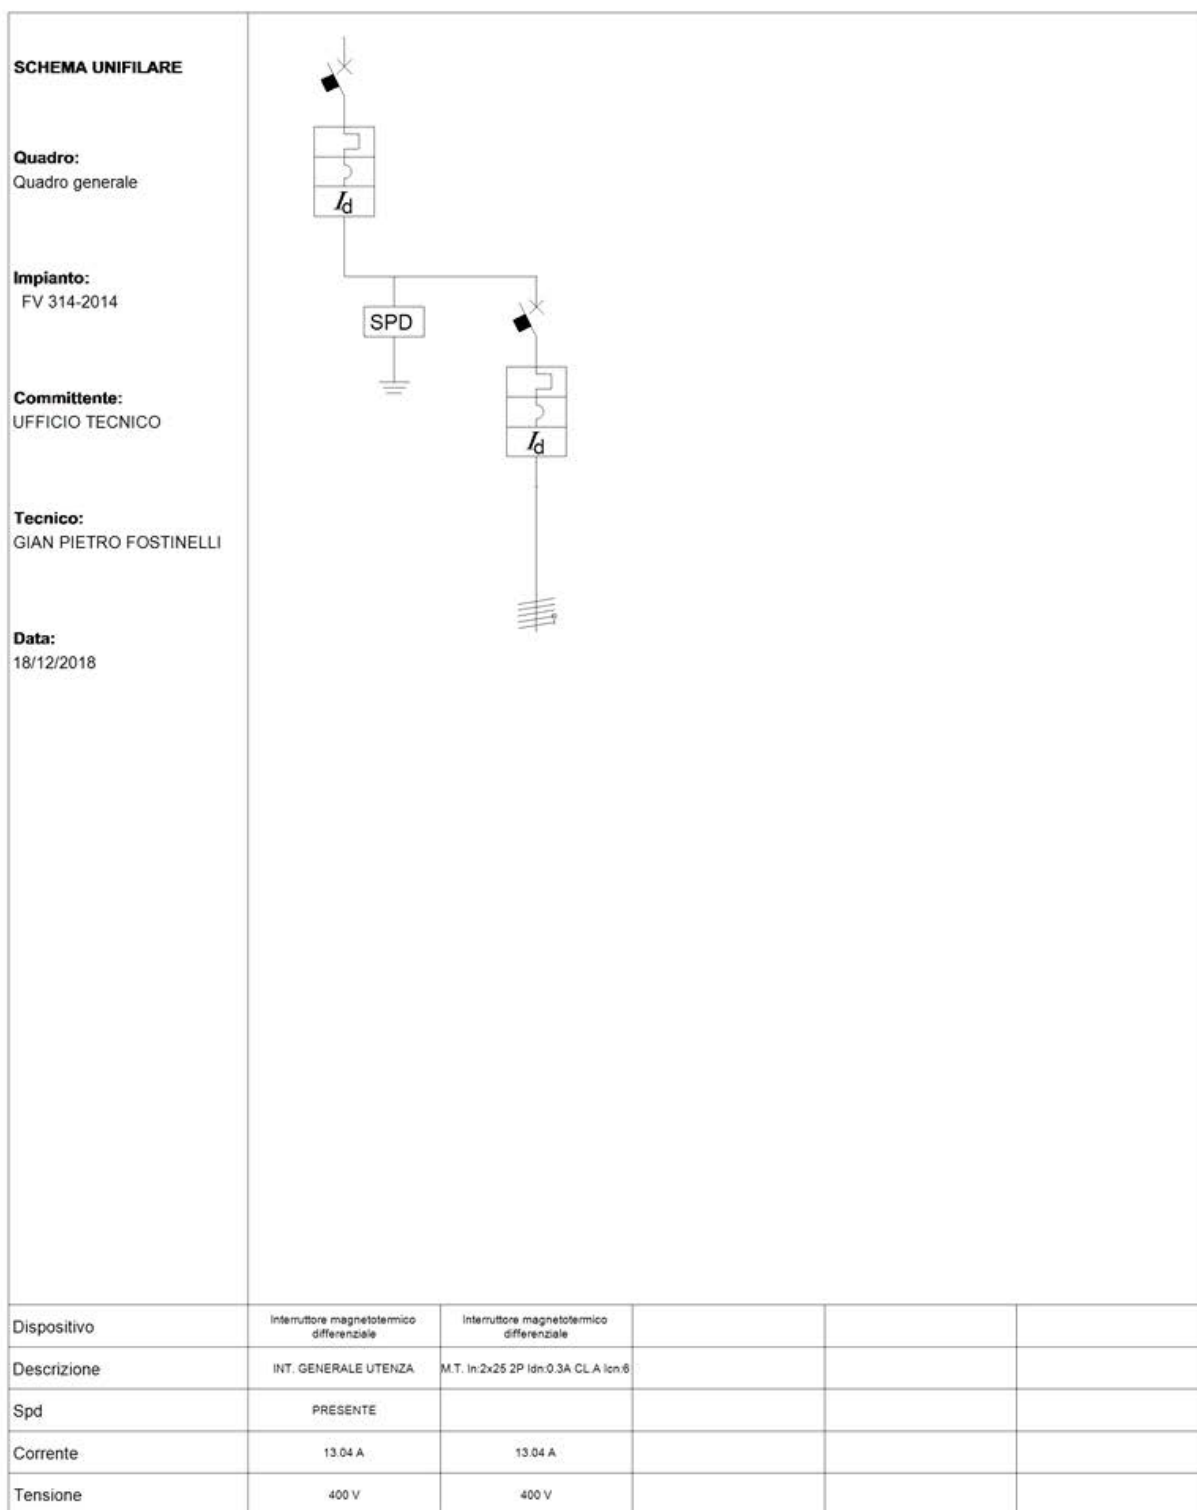 SCHEMA UNIFILARE
Quadro:
Quadro generale
Impianto:
FV 314-2014
Committente:
UFFICIO TECNICO
Tecnico:
GIAN PIETRO FOSTINELLI
Data:
18/12/2018
Id
SPD
Id
Dispositivo
Interruttore magnetotermico
differenziale
Interruttore magnetotermico
differenziale
Descrizione
INT. GENERALE UTENZA
M.T. In:2x25 2P Idn:0.3A CL.A Icn:6
Spd
PRESENTE
Corrente
13.04 A
13.04 A
Tensione
400 V
400 V